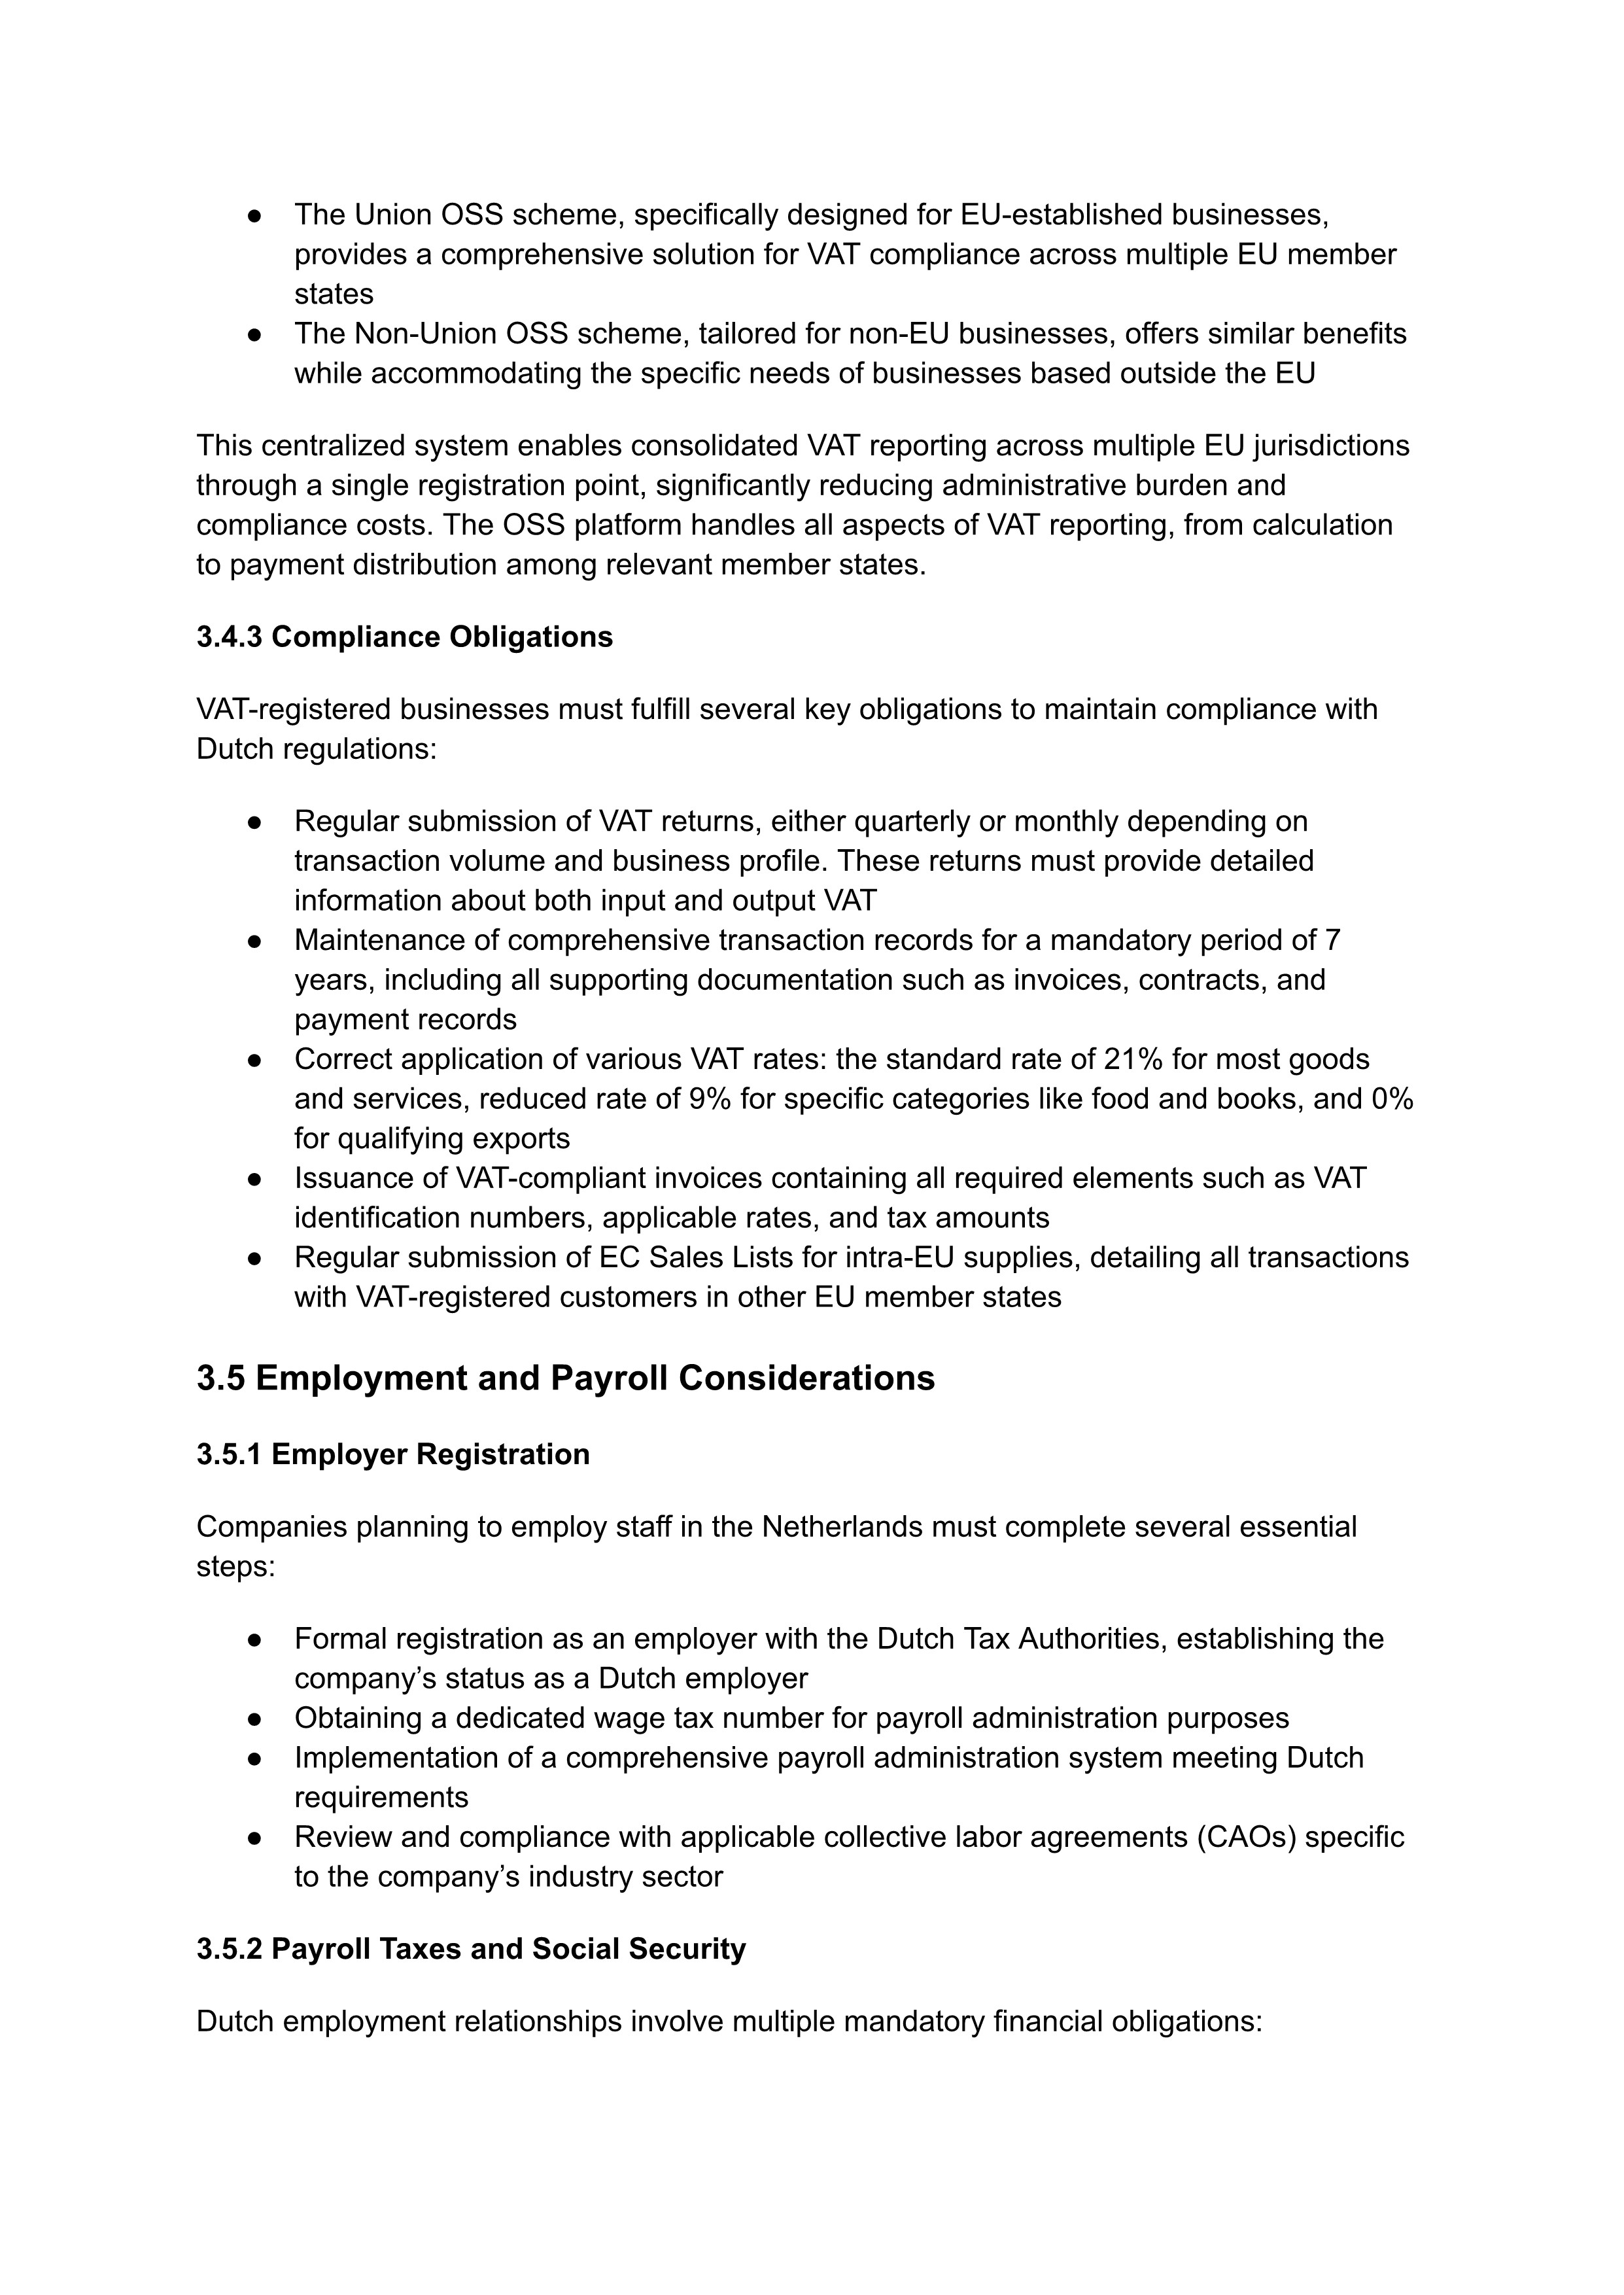 ● The Union OSS scheme, specifically designed for EU-established businesses,
provides a comprehensive solution for VAT compliance across multiple EU member
states
● The Non-Union OSS scheme, tailored for non-EU businesses, offers similar benefits
while accommodating the specific needs of businesses based outside the EU
This centralized system enables consolidated VAT reporting across multiple EU jurisdictions
through a single registration point, significantly reducing administrative burden and
compliance costs. The OSS platform handles all aspects of VAT reporting, from calculation
to payment distribution among relevant member states.
3.4.3 Compliance Obligations
VAT-registered businesses must fulfill several key obligations to maintain compliance with
Dutch regulations:
● Regular submission of VAT returns, either quarterly or monthly depending on
transaction volume and business profile. These returns must provide detailed
information about both input and output VAT
● Maintenance of comprehensive transaction records for a mandatory period of 7
years, including all supporting documentation such as invoices, contracts, and
payment records
● Correct application of various VAT rates: the standard rate of 21% for most goods
and services, reduced rate of 9% for specific categories like food and books, and 0%
for qualifying exports
● Issuance of VAT-compliant invoices containing all required elements such as VAT
identification numbers, applicable rates, and tax amounts
● Regular submission of EC Sales Lists for intra-EU supplies, detailing all transactions
with VAT-registered customers in other EU member states
3.5 Employment and Payroll Considerations
3.5.1 Employer Registration
Companies planning to employ staff in the Netherlands must complete several essential
steps:
● Formal registration as an employer with the Dutch Tax Authorities, establishing the
company’s status as a Dutch employer
● Obtaining a dedicated wage tax number for payroll administration purposes
● Implementation of a comprehensive payroll administration system meeting Dutch
requirements
● Review and compliance with applicable collective labor agreements (CAOs) specific
to the company’s industry sector
3.5.2 Payroll Taxes and Social Security
Dutch employment relationships involve multiple mandatory financial obligations: